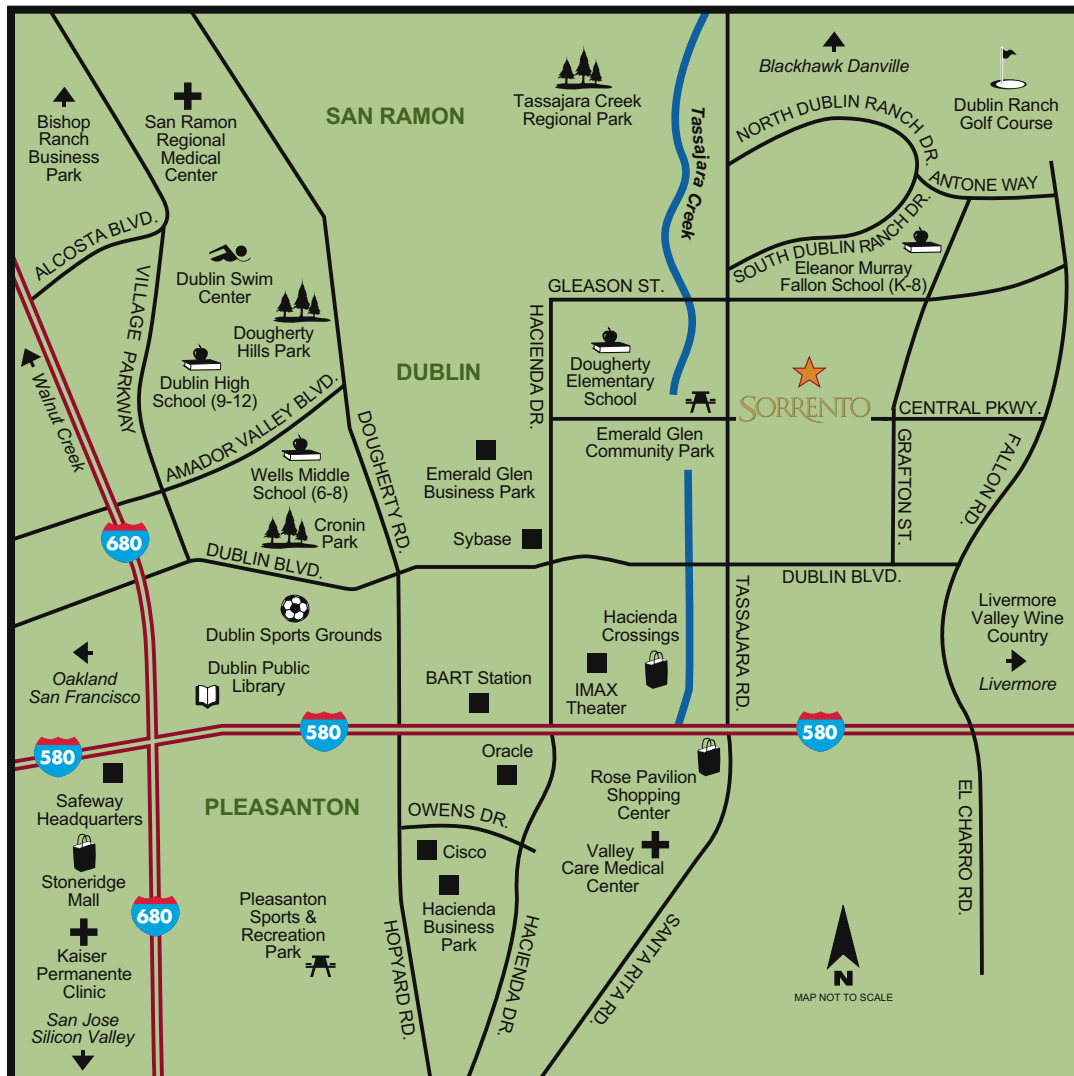 Blackhawk Danville
Dublin Ranch
Golf Course
Tassajara Creek
Regional Park
SAN RAMON
Bishop
Ranch
Business
Park
San Ramon
Regional
Medical
Center
Tassajara Creek
NORTH DUBLIN RANCH DR.
ANTONE WAY
SOUTH DUBLIN RANCH DR.
Eleanor Murray
Fallon School (K-8)
ALCOSTA BLVD.
VILLAGE PARKWAY
Dublin Swim
Center
Dougherty
Hills Park
Dublin High
School (9-12)
GLEASON ST.
HACIENDA DR.
Dougherty
Elementary
School
DUBLIN
SORRENTO
CENTRAL PKWY.
Walnut Creek
AMADOR VALLEY BLVD.
DOUGHERTY RD.
Wells Middle
School (6-8)
Emerald Glen
Business Park
Emerald Glen
Community Park
GRAFTON ST.
FALLON RD.
Cronin
Park
Sybase
680
DUBLIN BLVD.
DUBLIN BLVD.
Dublin Sports Grounds
Hacienda
Crossings
TASSAJARA RD.
Livermore
Valley Wine
Country
Livermore
Oakland
San Francisco
Dublin Public
Library
BART Station
IMAX
Theater
580
580
580
Safeway
Headquarters
PLEASANTON
Oracle
Rose Pavilion
Shopping
Center
OWENS DR.
EL CHARRO RD.
Stoneridge
Mall
Cisco
Valley
Care Medical
Center
680
Pleasanton
Sports &
Recreation
Park
Hacienda
Business
Park
HOPYARD RD.
HACIENDA DR.
SANTA RITA RD.
Kaiser
Permanente
Clinic
N
MAP NOT TO SCALE
San Jose
Silicon Valley